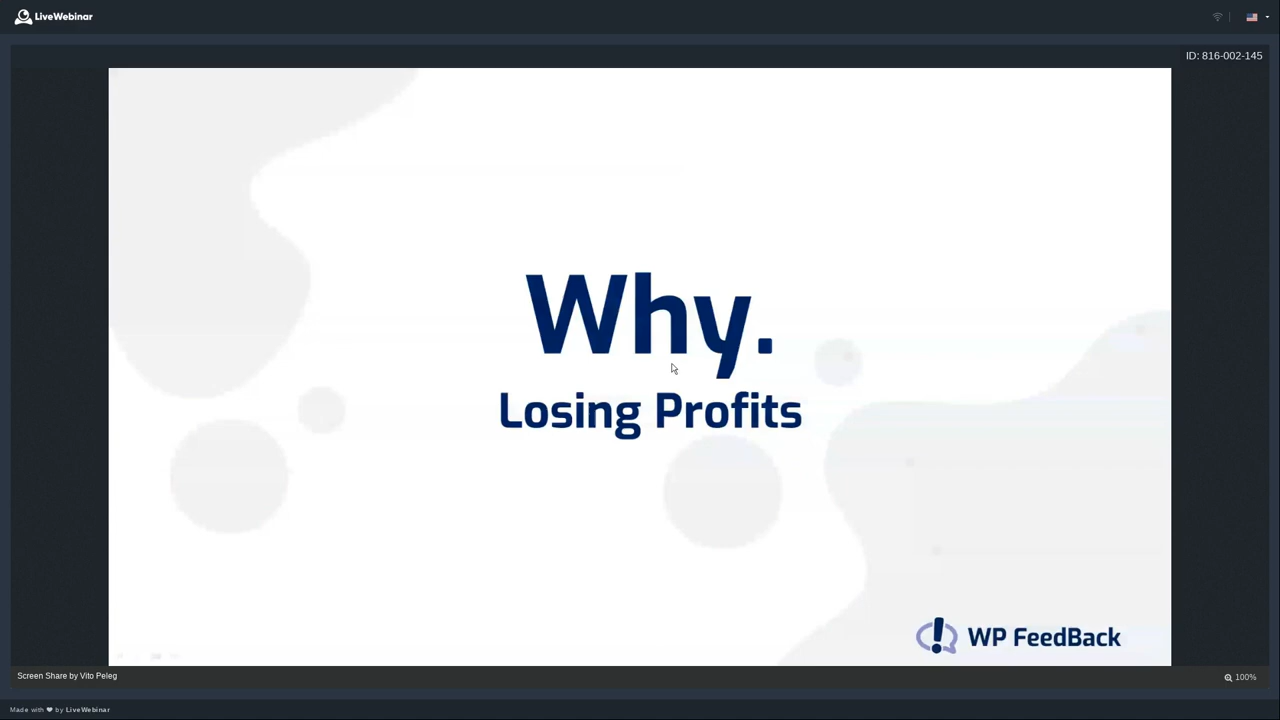 LiveWebinar
ID: 816-002-145
Why.
Losing Profits
WP FeedBack
Screen Share by Vito Peleg
100%
Made with ❤ by LiveWebinar